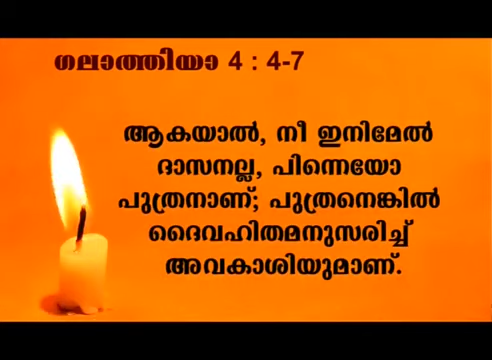 ഗലാത്തിയാ 4 : 4-7
ആകയാൽ, നീ ഇനിമേൽ
ദാസനല്ല, പിന്നെയോ
പുത്രനാണ്; പുത്രനെങ്കിൽ
ദൈവഹിതമനുസരിച്ച്
അവകാശിയുമാണ്.